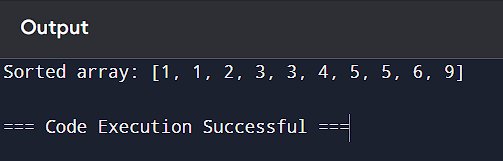 Output
Sorted array: [1, 1, 2, 3, 3, 4, 5, 5, 6, 9]
=== Code Execution Successful ===